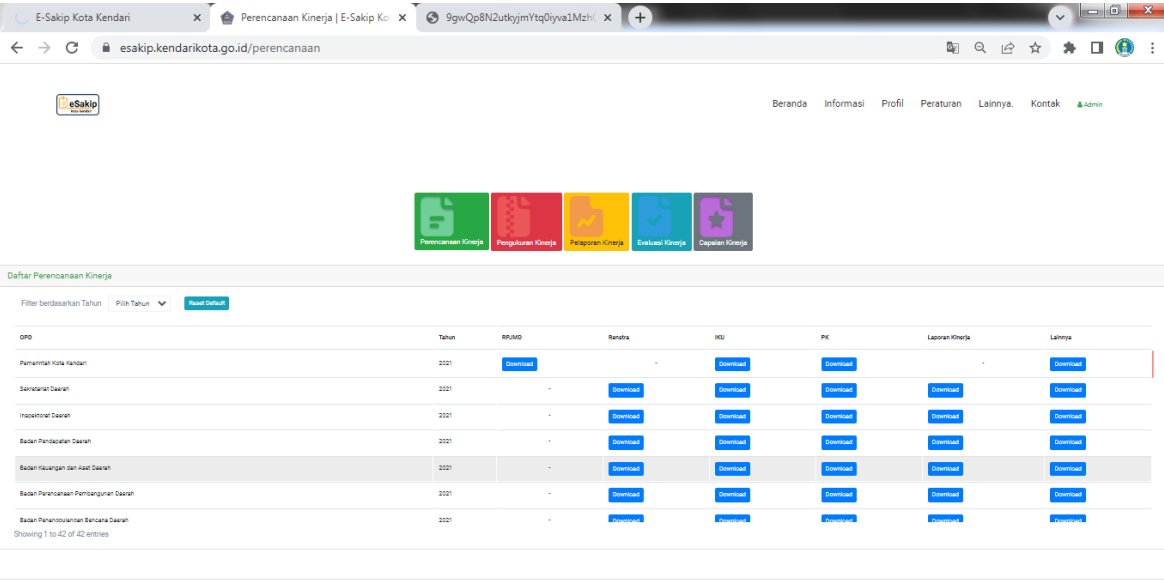 E-Sakip Kota Kendari
Perencanaan Kinerja | E-Sakip Ko
9gwQp8N2utkyjmYtq0iyva1MzhC
esakip.kendarikota.go.id/perencanaan
eSakip
Beranda Informasi Profil Peraturan Lainnya. Kontak Admin
Perencanaan Kinerja Pengukuran Kinerja Pelaporan Kinerja Evaluasi Kinerja Capaian Kinerja
Daftar Perencanaan Kinerja
Filter berdasarkan Tahun Pilih Tahun Reset Default
OPD Tahun RPJMD Renstra IKU PK Laporan Kinerja Lainnya
Pemerintah Kota Kendari 2021 Download - Download Download - Download
Sekretariat Daerah 2021 - Download Download Download Download Download
Inspektorat Daerah 2021 - Download Download Download Download Download
Badan Pendapatan Daerah 2021 - Download Download Download Download Download
Badan Keuangan dan Aset Daerah 2021 - Download Download Download Download Download
Badan Perencanaan Pembangunan Daerah 2021 - Download Download Download Download Download
Badan Penanggulangan Bencana Daerah 2021 - Download Download Download Download Download
Showing 1 to 42 of 42 entries